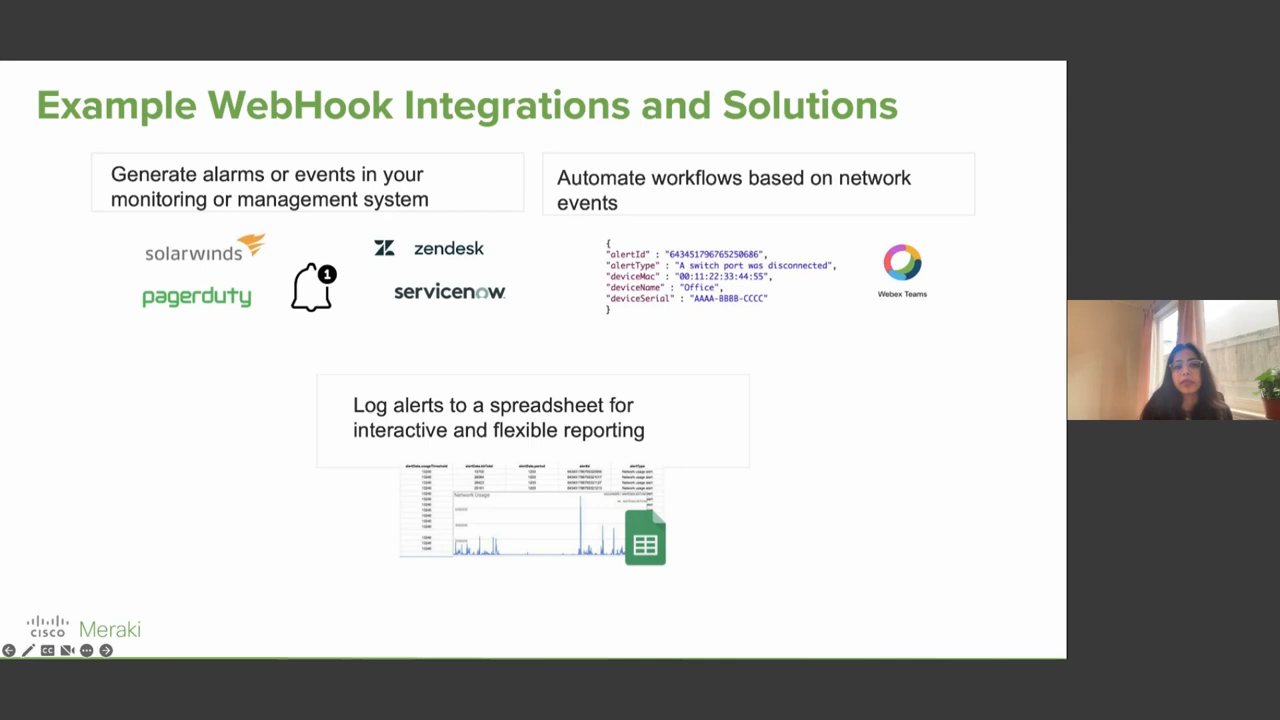 Example WebHook Integrations and Solutions
Generate alarms or events in your
monitoring or management system
Automate workflows based on network
events
solarwinds
zendesk
1
pagerduty
servicenow
{
"alertId" : "643451796765250686",
"alertType" : "A switch port was disconnected",
"deviceMac" : "00:11:22:33:44:55",
"deviceName" : "Office",
"deviceSerial" : "AAAA-BBBB-CCCC"
}
Webex Teams
Log alerts to a spreadsheet for
interactive and flexible reporting
Network Usage
CISCO Meraki
CC